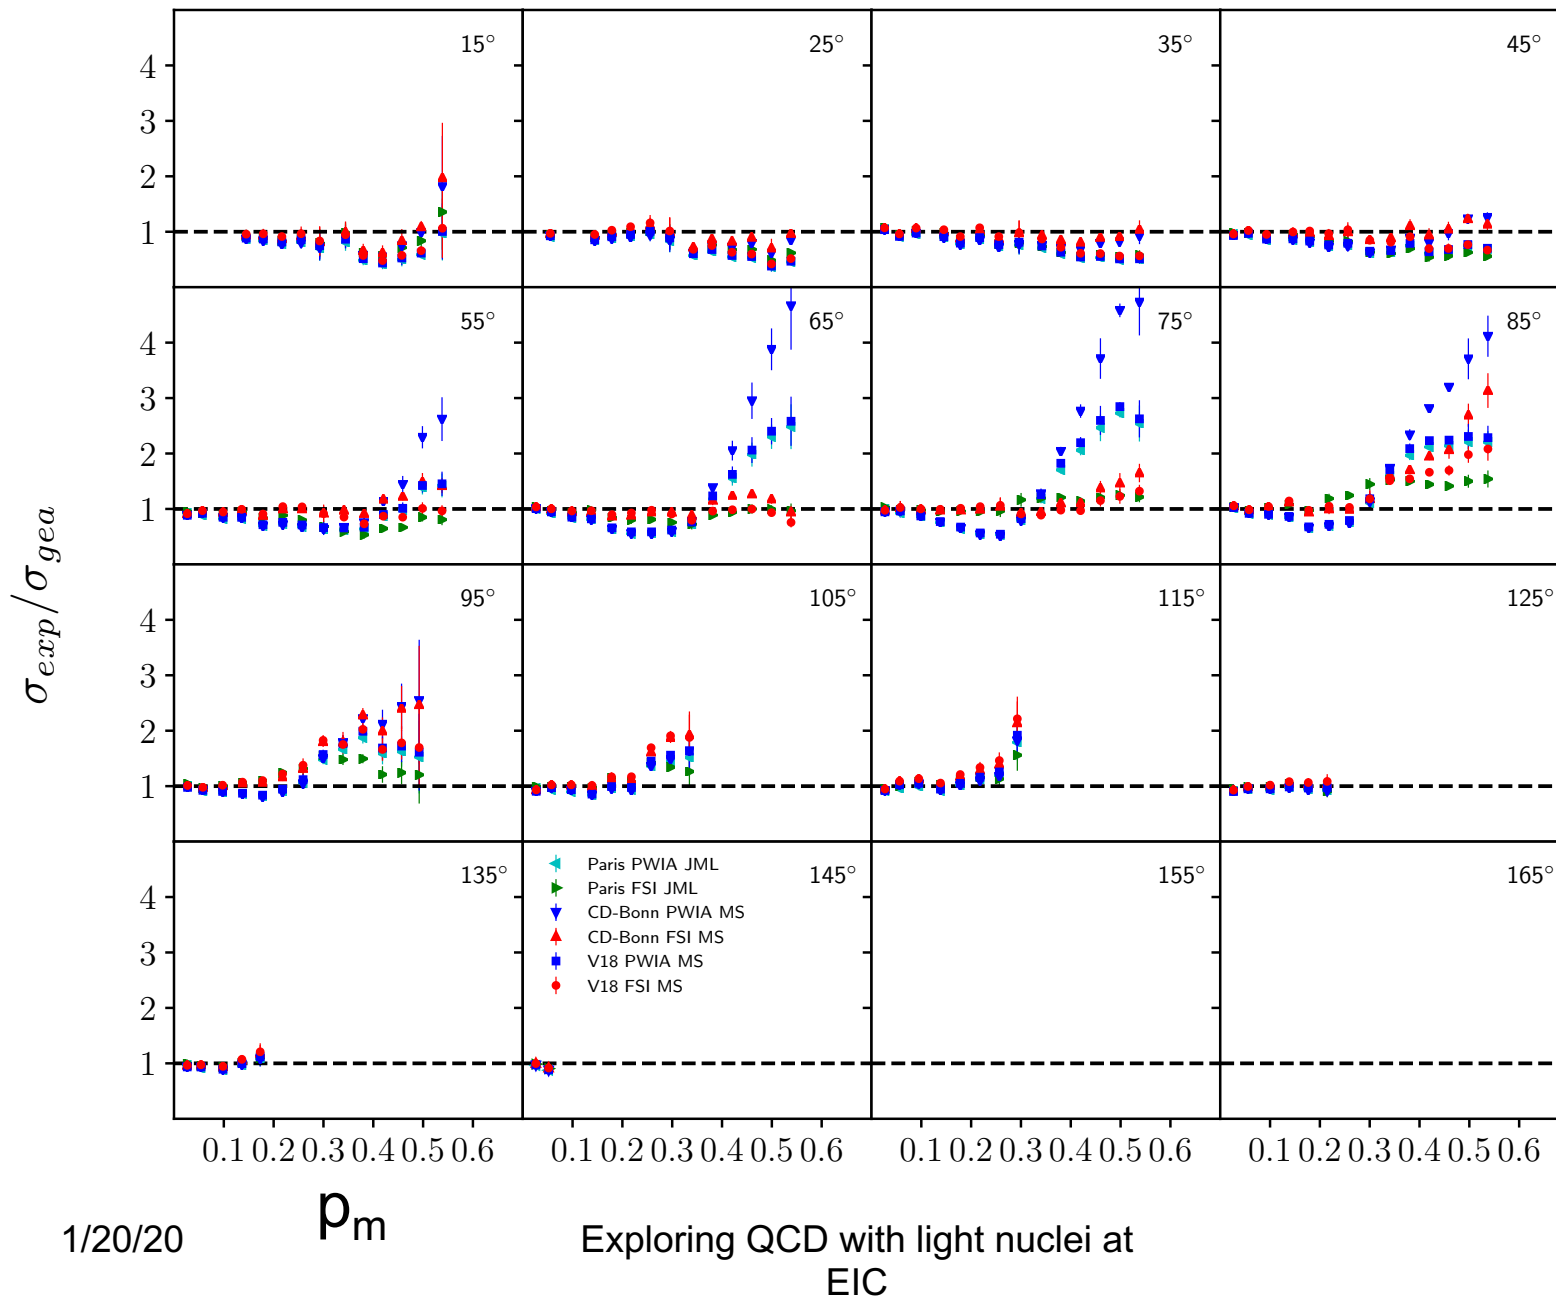 15°
25°
35°
45°
4
3
2
1
55°
65°
75°
85°
4
3
2
1
95°
105°
115°
125°
4
3
2
1
135°
145°
155°
165°
4
3
2
1
Paris PWIA JML
Paris FSI JML
CD-Bonn PWIA MS
CD-Bonn FSI MS
V18 PWIA MS
V18 FSI MS
σ_exp/σ_gea
0.1 0.2 0.3 0.4 0.5 0.6
0.1 0.2 0.3 0.4 0.5 0.6
0.1 0.2 0.3 0.4 0.5 0.6
0.1 0.2 0.3 0.4 0.5 0.6
p_m
1/20/20
Exploring QCD with light nuclei at
EIC